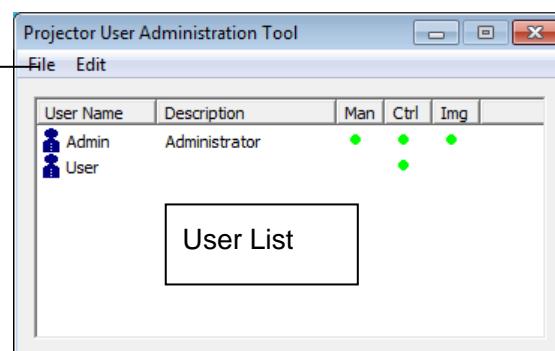 Projector User Administration Tool
File Edit
User Name Description Man Ctrl Img
Admin Administrator
User
User List